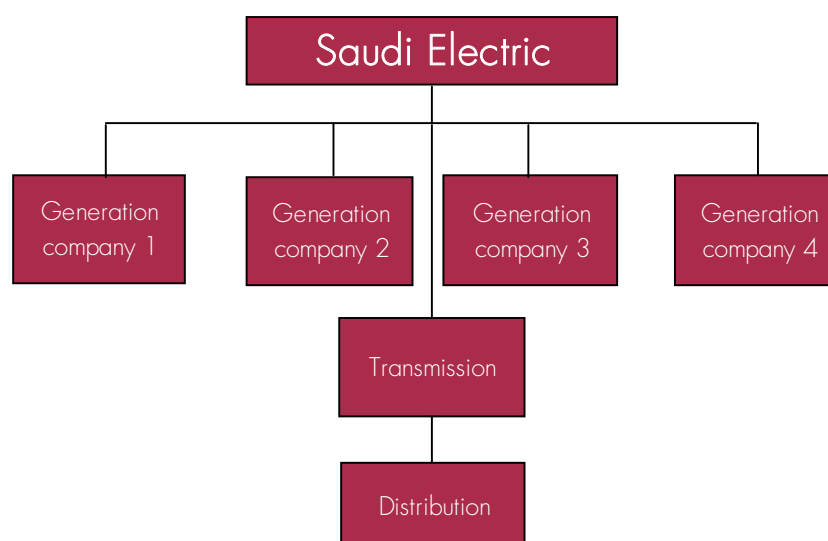 Saudi Electric
Generation
company 1
Generation
company 2
Generation
company 3
Generation
company 4
Transmission
Distribution